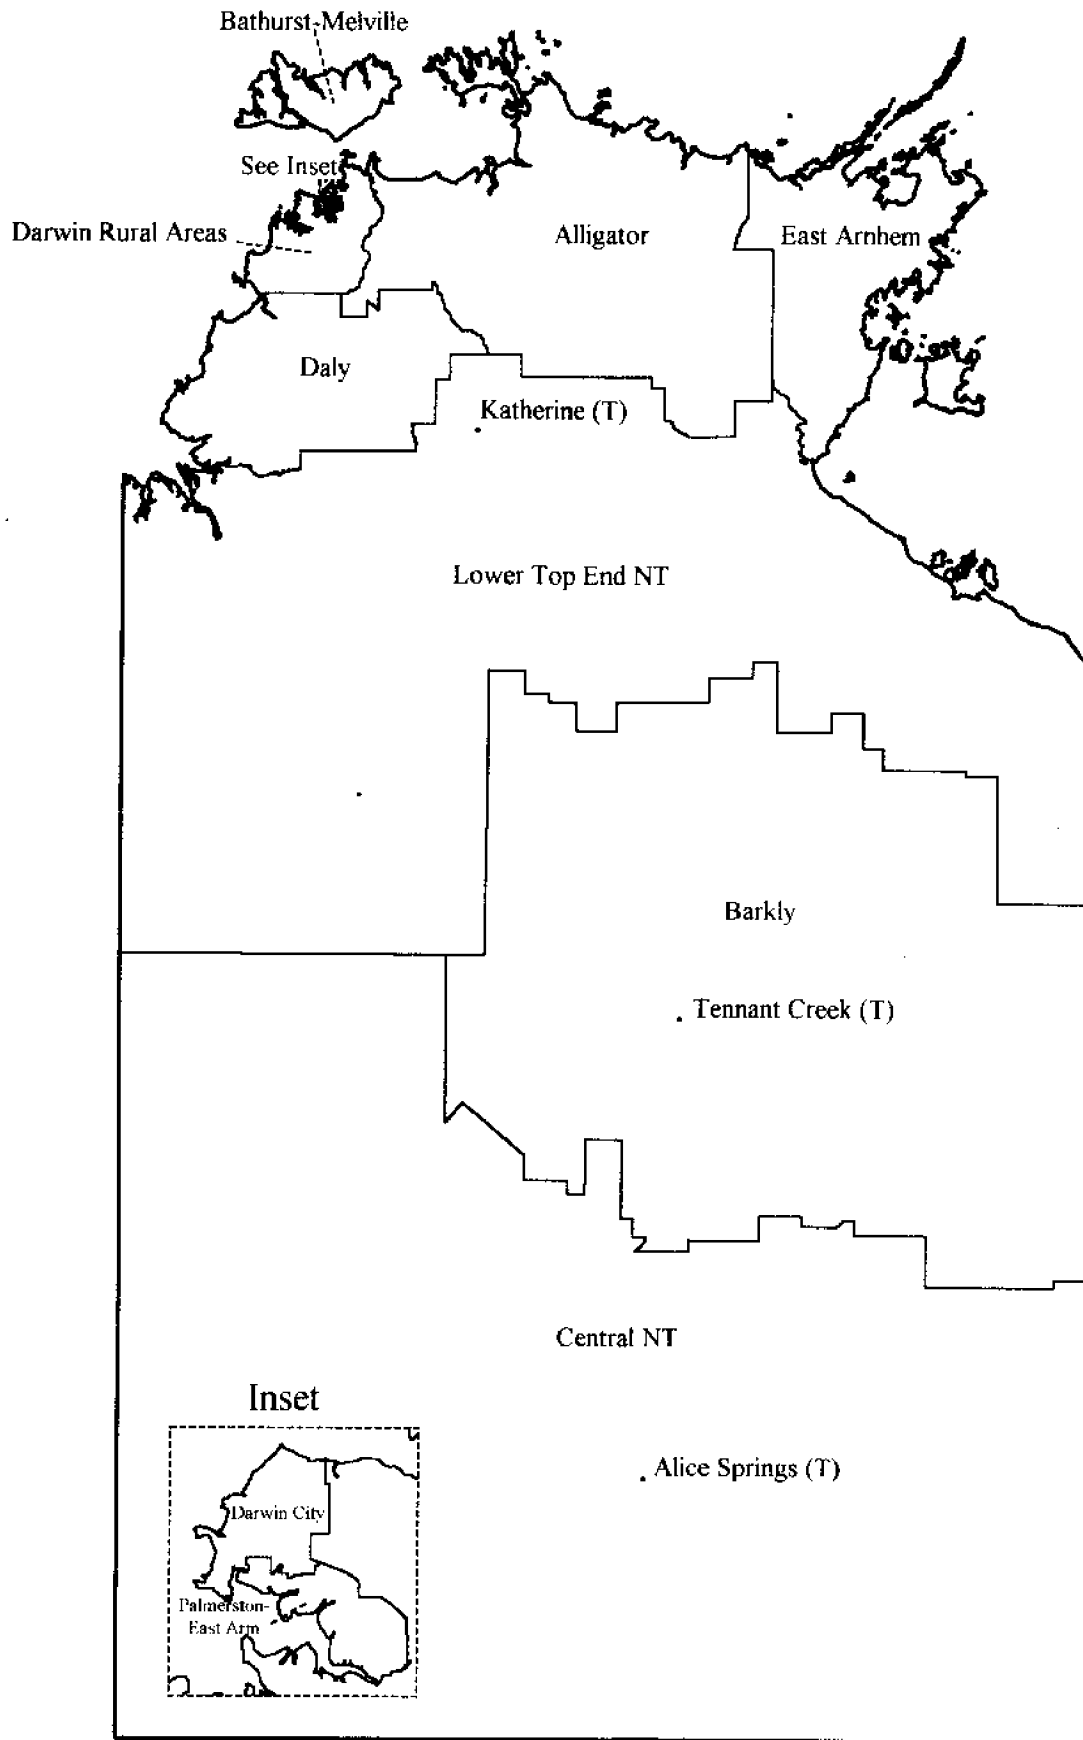 Bathurst-Melville
See Inset
Darwin Rural Areas
Alligator
East Arnhem
Daly
Katherine (T)
Lower Top End NT
Barkly
Tennant Creek (T)
Central NT
Inset
Alice Springs (T)
Darwin City
Palmerston-
East Arm